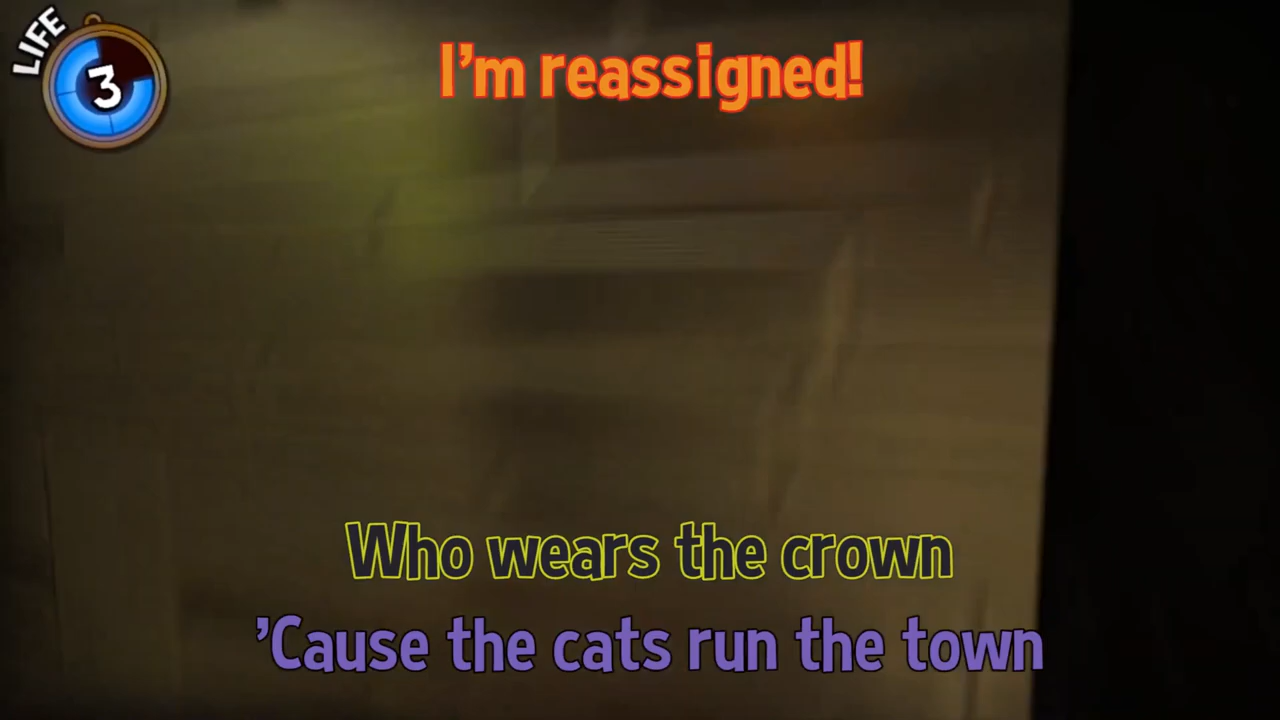 LIFE
3
I'm reassigned!
Who wears the crown
'Cause the cats run the town